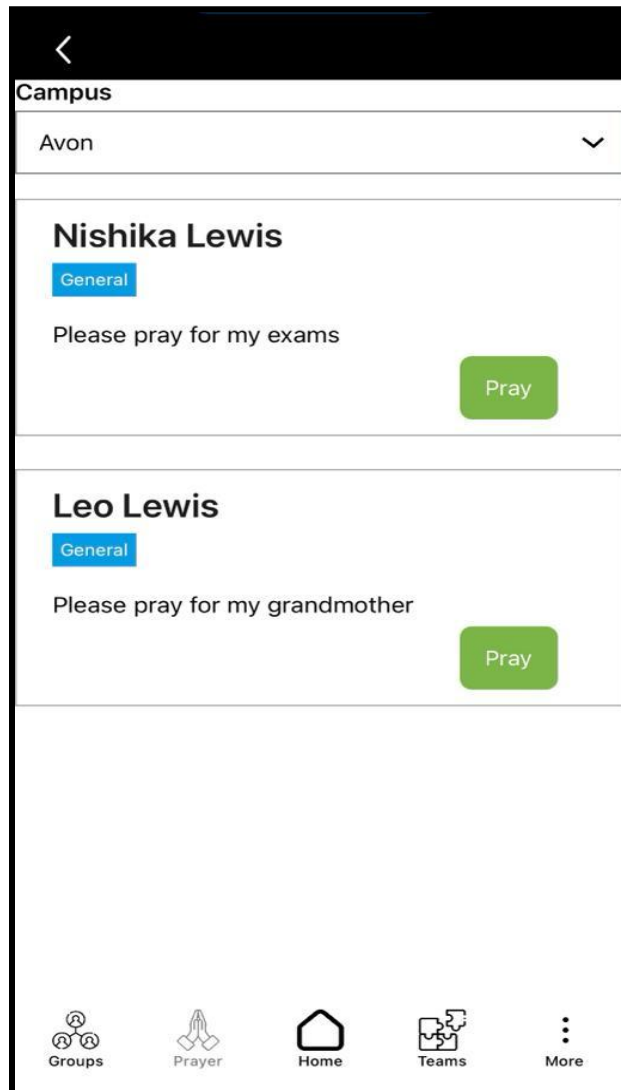 Campus
Avon
Nishika Lewis
General
Please pray for my exams
Pray
Leo Lewis
General
Please pray for my grandmother
Pray
Groups Prayer Home Teams More